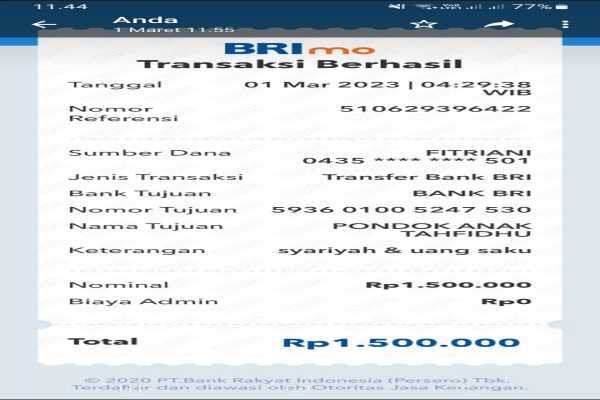 11.44
77%
Anda
1 Maret 11.55
BRImo
Transaksi Berhasil
Tanggal 01 Mar 2023 | 04:29:38
WIB
Nomor 510629396422
Referensi
Sumber Dana FITRIANI
0435 **** **** 501
Jenis Transaksi Transfer Bank BRI
Bank Tujuan BANK BRI
Nomor Tujuan 5936 0100 5247 530
Nama Tujuan PONDOK ANAK
TAHFIDHU
Keterangan syariyah & uang saku
Nominal Rp1.500.000
Biaya Admin Rp0
Total Rp1.500.000
© 2020 PT.Bank Rakyat Indonesia (Persero) Tbk.
Terdaftar dan diawasi oleh Otoritas Jasa Keuangan.